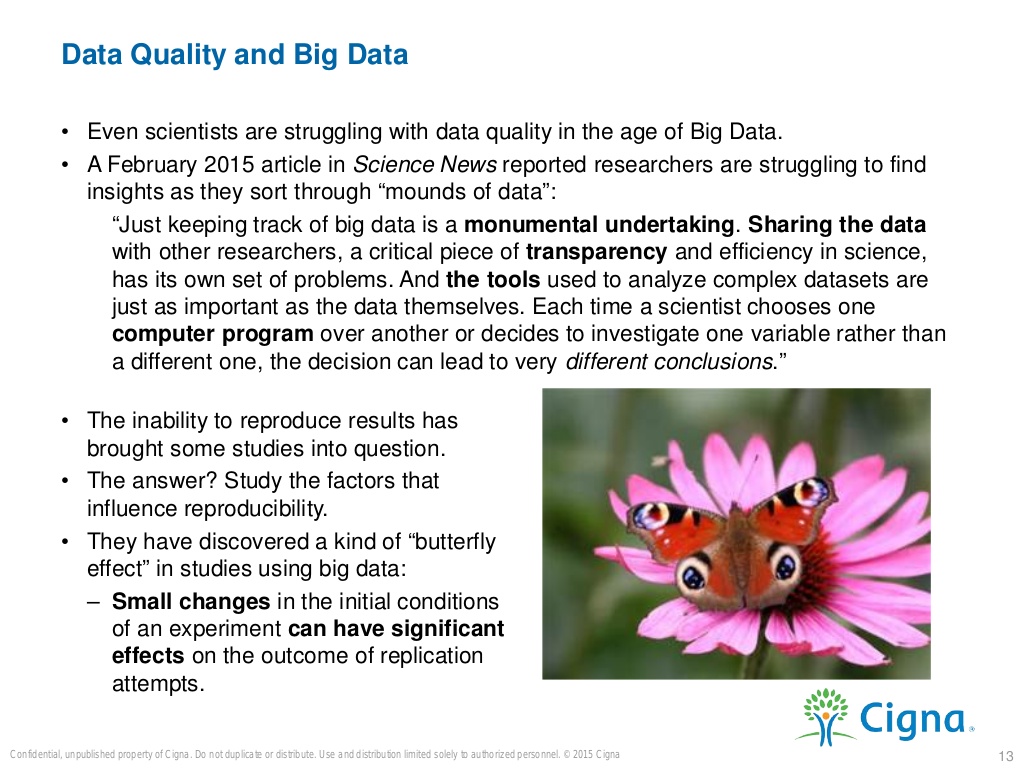 Data Quality and Big Data
• Even scientists are struggling with data quality in the age of Big Data.
• A February 2015 article in Science News reported researchers are struggling to find
insights as they sort through “mounds of data”:
“Just keeping track of big data is a monumental undertaking. Sharing the data
with other researchers, a critical piece of transparency and efficiency in science,
has its own set of problems. And the tools used to analyze complex datasets are
just as important as the data themselves. Each time a scientist chooses one
computer program over another or decides to investigate one variable rather than
a different one, the decision can lead to very different conclusions.”
• The inability to reproduce results has
brought some studies into question.
• The answer? Study the factors that
influence reproducibility.
• They have discovered a kind of “butterfly
effect” in studies using big data:
– Small changes in the initial conditions
of an experiment can have significant
effects on the outcome of replication
attempts.
Cigna®
Confidential, unpublished property of Cigna. Do not duplicate or distribute. Use and distribution limited solely to authorized personnel. © 2015 Cigna
13